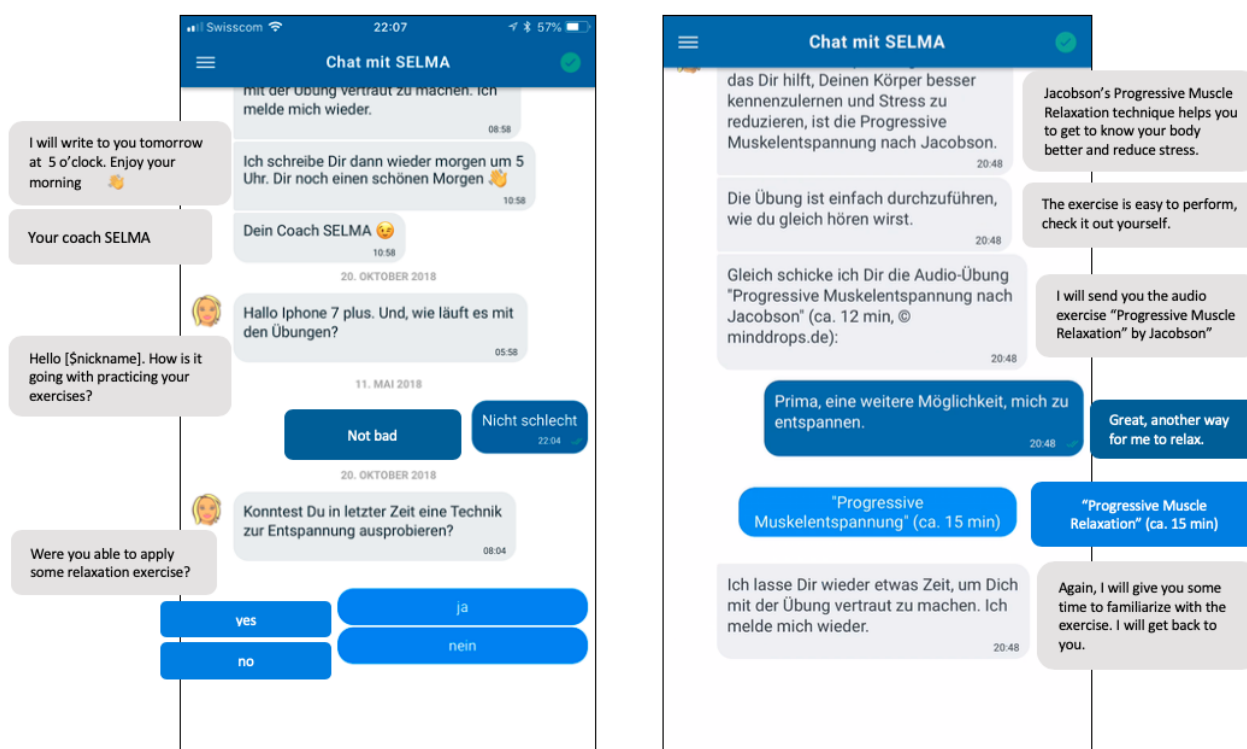 Swisscom
22:07
57%
Chat mit SELMA
mit der Übung vertraut zu machen. Ich
melde mich wieder.
08:58
I will write to you tomorrow
at 5 o’clock. Enjoy your
morning 👋
Ich schreibe Dir dann wieder morgen um 5
Uhr. Dir noch einen schönen Morgen 👋
10:58
Your coach SELMA
Dein Coach SELMA 😉
10:58
20. OKTOBER 2018
Hallo Iphone 7 plus. Und, wie läuft es mit
den Übungen?
05:58
Hello [$nickname]. How is it
going with practicing your
exercises?
11. MAI 2018
Not bad
Nicht schlecht
22:04
20. OKTOBER 2018
Konntest Du in letzter Zeit eine Technik
zur Entspannung ausprobieren?
08:04
Were you able to apply
some relaxation exercise?
yes
ja
no
nein
Chat mit SELMA
das Dir hilft, Deinen Körper besser
kennenzulernen und Stress zu
reduzieren, ist die Progressive
Muskelentspannung nach Jacobson.
20:48
Jacobson’s Progressive Muscle
Relaxation technique helps you
to get to know your body
better and reduce stress.
Die Übung ist einfach durchzuführen,
wie du gleich hören wirst.
20:48
The exercise is easy to perform,
check it out yourself.
Gleich schicke ich Dir die Audio-Übung
"Progressive Muskelentspannung nach
Jacobson" (ca. 12 min, ©
minddrops.de):
20:48
I will send you the audio
exercise “Progressive Muscle
Relaxation” by Jacobson”
Prima, eine weitere Möglichkeit, mich zu
entspannen.
20:48
Great, another way
for me to relax.
"Progressive
Muskelentspannung" (ca. 15 min)
“Progressive Muscle
Relaxation” (ca. 15 min)
Ich lasse Dir wieder etwas Zeit, um Dich
mit der Übung vertraut zu machen. Ich
melde mich wieder.
20:48
Again, I will give you some
time to familiarize with the
exercise. I will get back to
you.